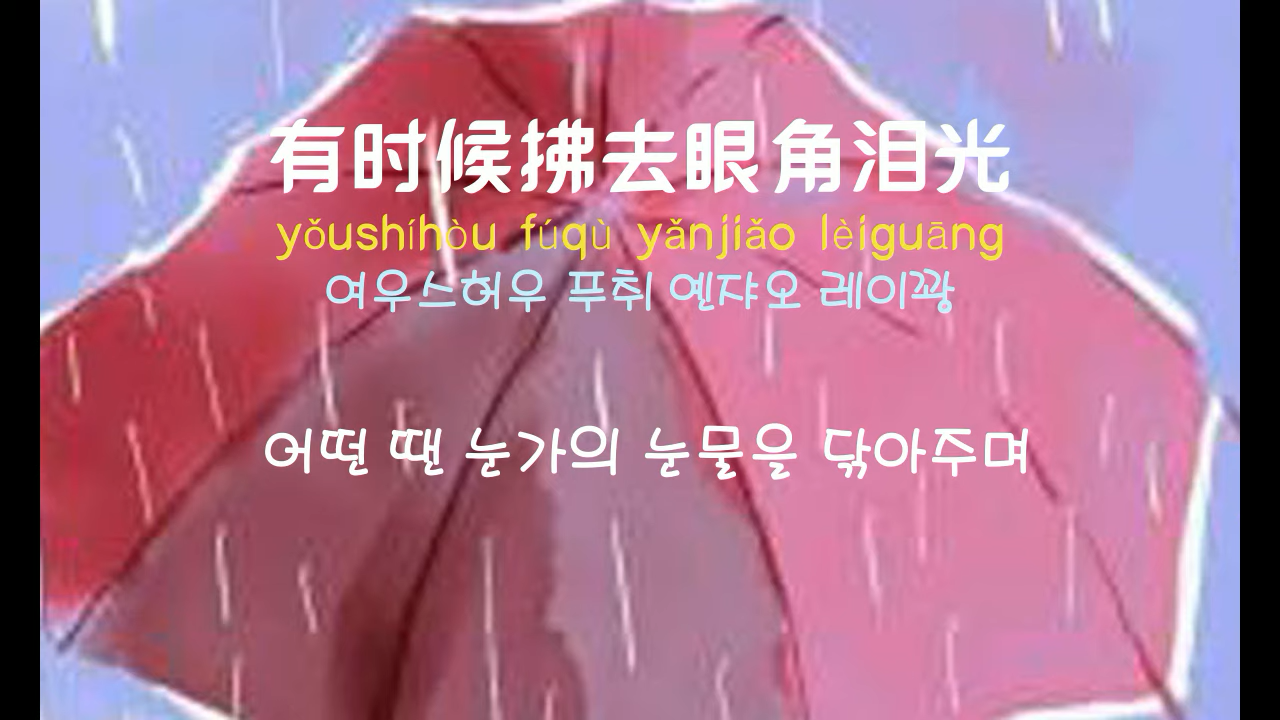 有时候拂去眼角泪光
yǒushíhòu fúqù yǎnjiǎo lèiguāng
여우스허우 푸취 옌쟈오 레이꽝
어떤 땐 눈가의 눈물을 닦아주며